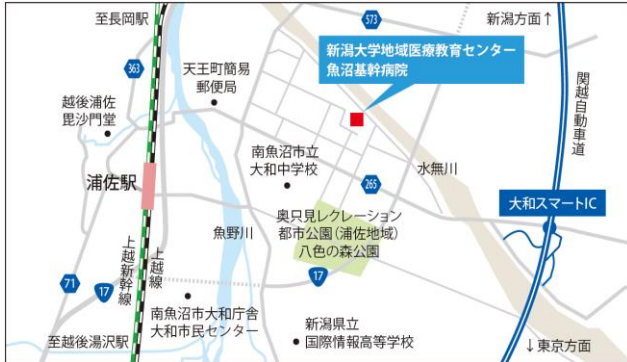 至長岡駅
573
新潟方面↑
新潟大学地域医療教育センター
魚沼基幹病院
363
天王町簡易
郵便局
関越自動車道
越後浦佐
毘沙門堂
南魚沼市立
大和中学校
水無川
265
浦佐駅
大和スマートIC
奥只見レクレーション
都市公園(浦佐地域)
八色の森公園
魚野川
上越新幹線
上越線
71
17
17
南魚沼市大和庁舎
大和市民センター
新潟県立
国際情報高等学校
至越後湯沢駅
↓東京方面